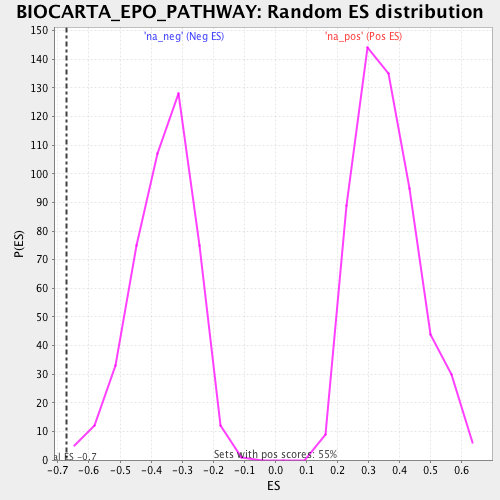 BIOCARTA_EPO_PATHWAY: Random ES distribution
'na_neg' (Neg ES) 'na_pos' (Pos ES)
150
140
130
120
110
100
90
80
70
60
50
40
30
20
10
0
P(ES)
ES -0.7
Sets with pos scores: 55%
-0.7 -0.6 -0.5 -0.4 -0.3 -0.2 -0.1 0.0 0.1 0.2 0.3 0.4 0.5 0.6
ES